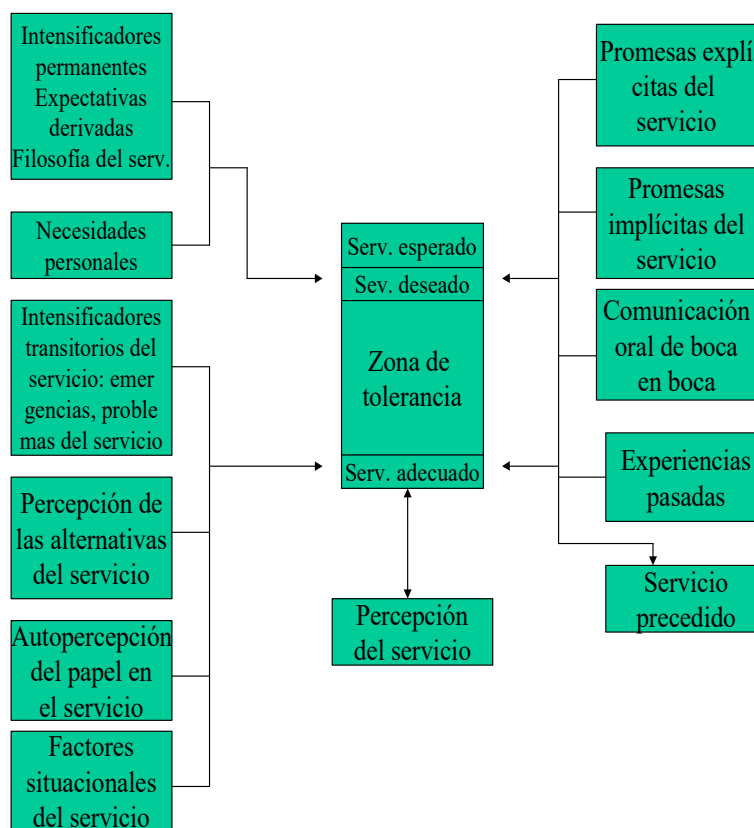 Intensificadores
permanentes
Expectativas
derivadas
Filosofía del serv.
Necesidades
personales
Intensificadores
transitorios del
servicio: emer
gencias, proble
mas del servicio
Percepción de
las alternativas
del servicio
Autopercepción
del papel en
el servicio
Factores
situacionales
del servicio
Serv. esperado
Sev. deseado
Zona de
tolerancia
Serv. adecuado
Percepción
del servicio
Promesas explí
citas del
servicio
Promesas
implícitas del
servicio
Comunicación
oral de boca
en boca
Experiencias
pasadas
Servicio
precedido